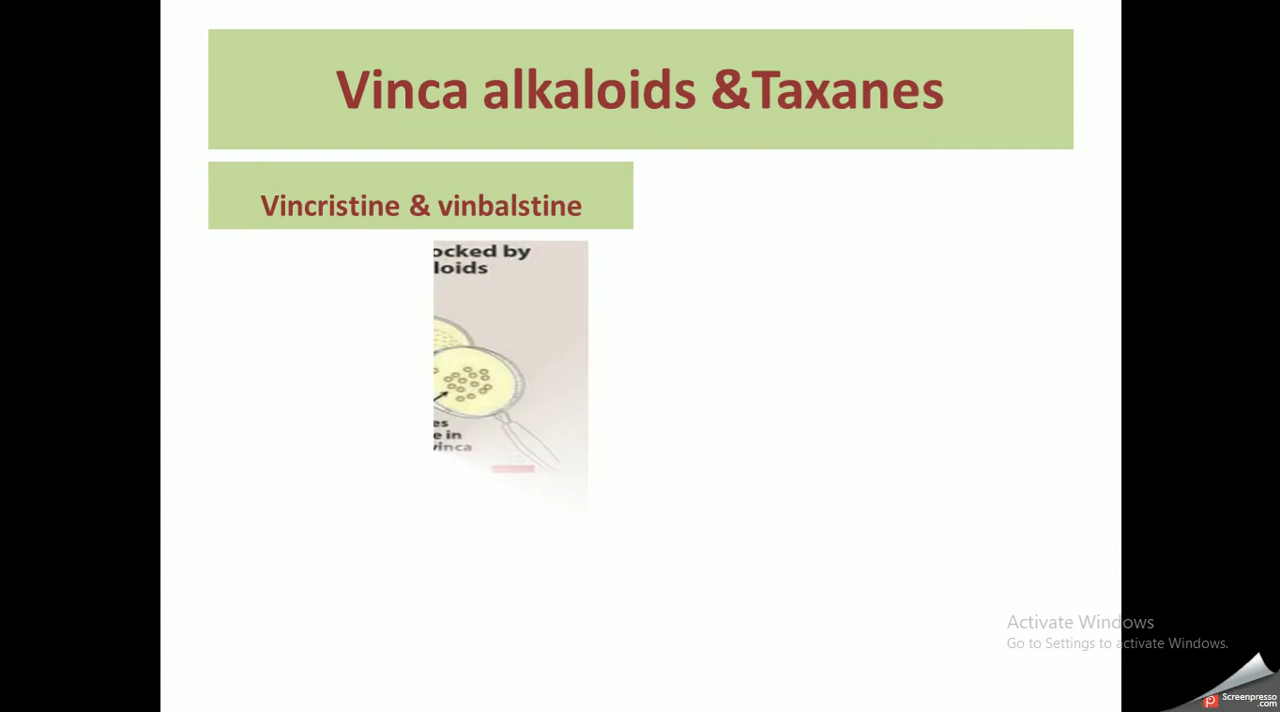 Vinca alkaloids &Taxanes
Vincristine & vinbalstine
ocked by
loids
es
e in
vinca
Activate Windows
Go to Settings to activate Windows.
Screenpresso
.com